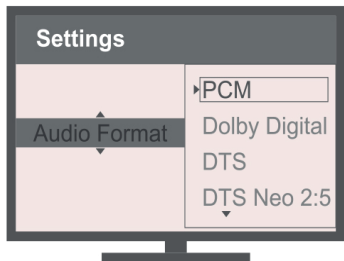 Settings
Audio Format
PCM
Dolby Digital
DTS
DTS Neo 2:5